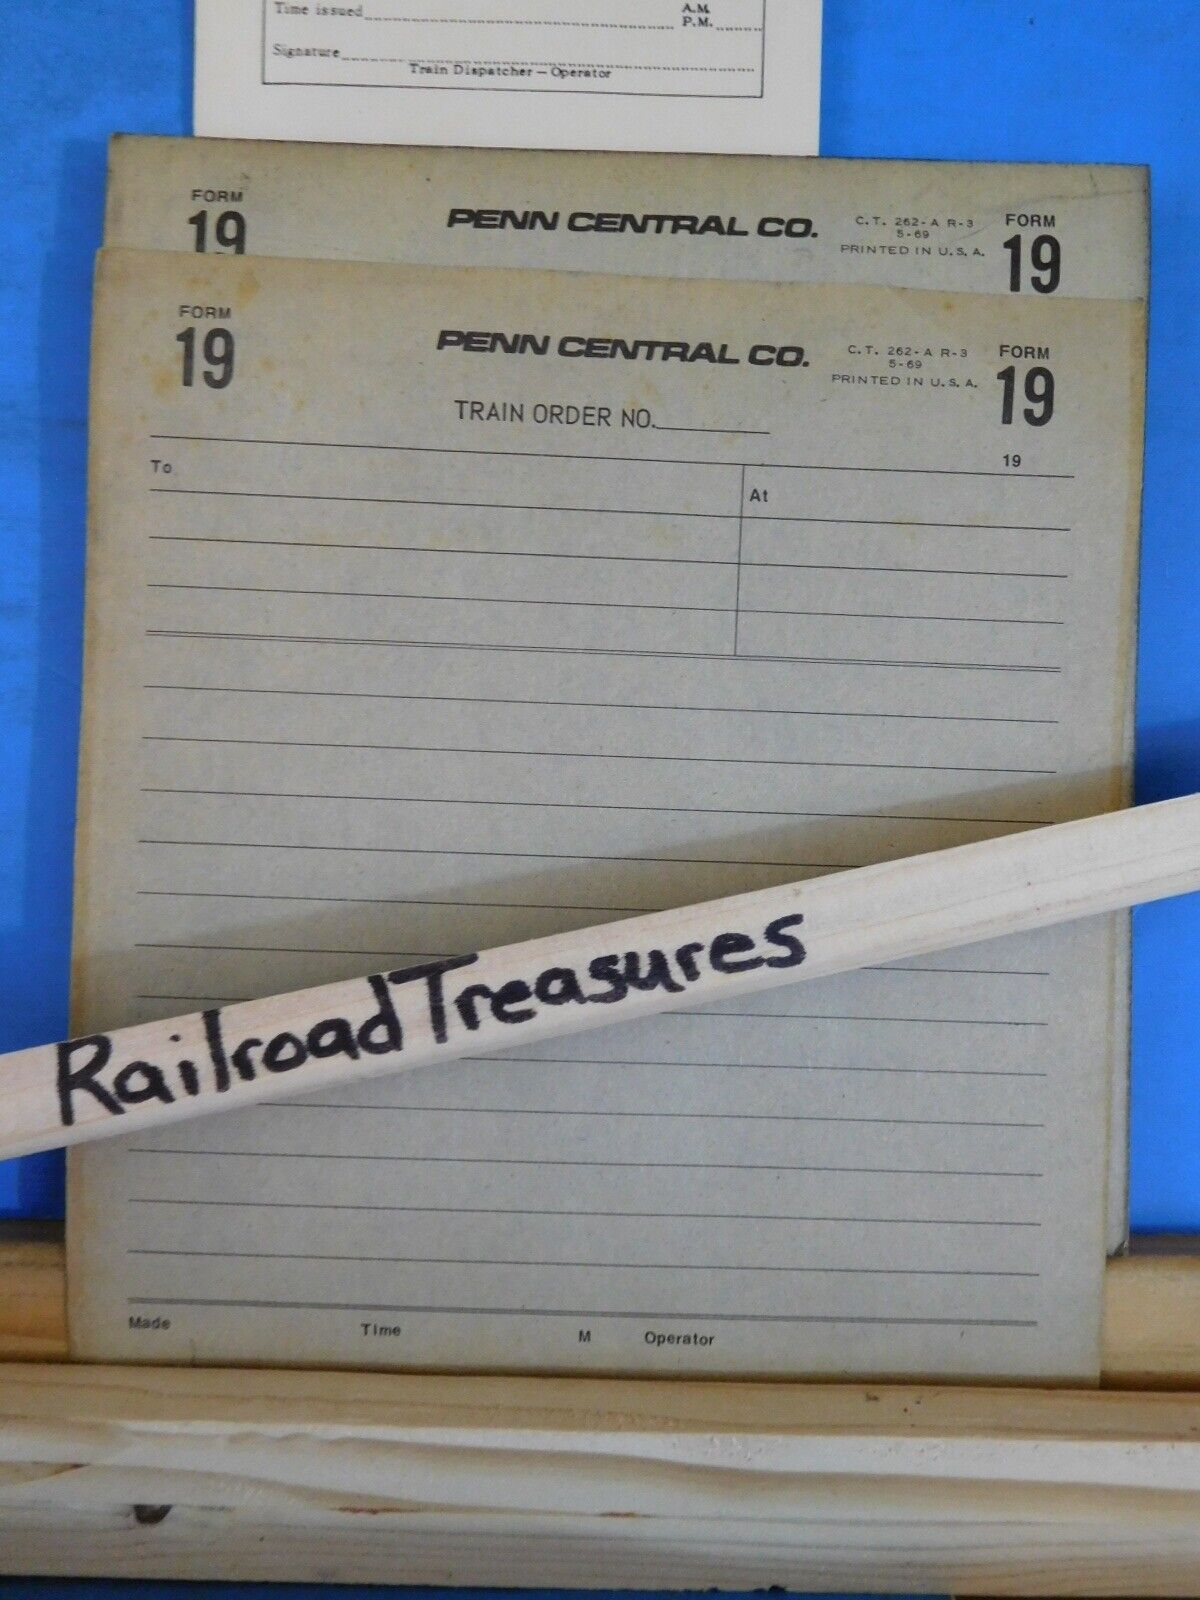 Time issued A.M.
P.M.
Signature
Train Dispatcher — Operator
FORM
19
PENN CENTRAL CO.
C.T. 262-A R-3
5-69
PRINTED IN U.S.A.
FORM
19
FORM
19
PENN CENTRAL CO.
C.T. 262-A R-3
5-69
PRINTED IN U.S.A.
FORM
19
TRAIN ORDER NO.
19
To
At
Railroad Treasures
Made Time M Operator